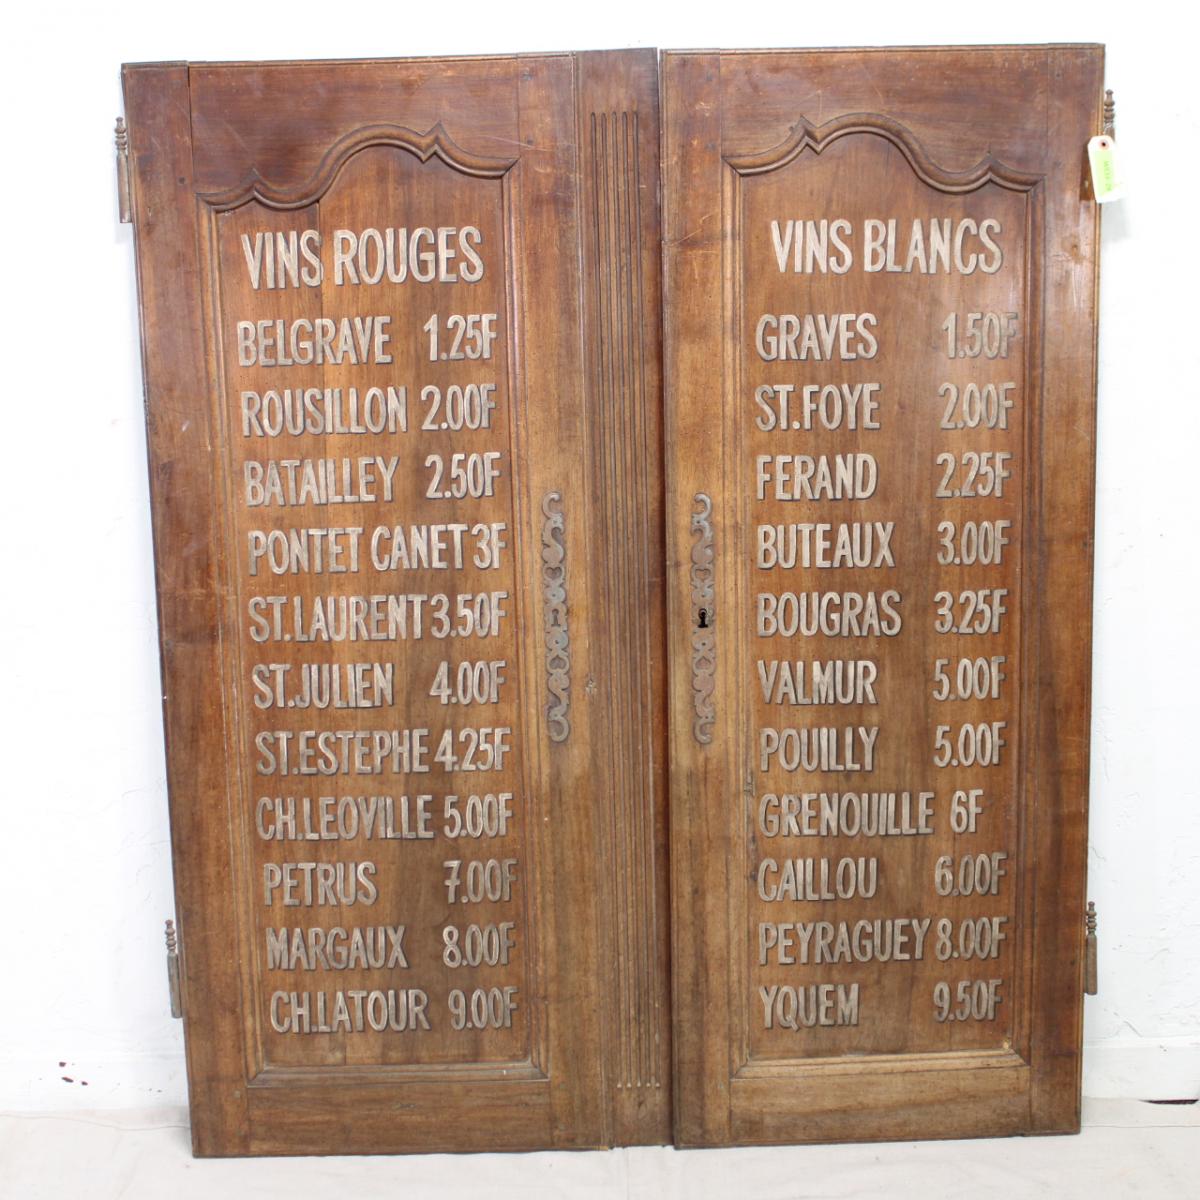 VINS ROUGES
BELGRAVE 1.25F
ROUSILLON 2.00F
BATAILLEY 2.50F
PONTET CANET 3F
ST.LAURENT 3.50F
ST.JULIEN 4.00F
ST.ESTEPHE 4.25F
CH.LEOVILLE 5.00F
PETRUS 7.00F
MARGAUX 8.00F
CH.LATOUR 9.00F
VINS BLANCS
GRAVES 1.50F
ST.FOYE 2.00F
FERAND 2.25F
BUTEAUX 3.00F
BOUGRAS 3.25F
VALMUR 5.00F
POUILLY 5.00F
GRENOUILLE 6F
CAILLOU 6.00F
PEYRAGUEY 8.00F
YQUEM 9.50F